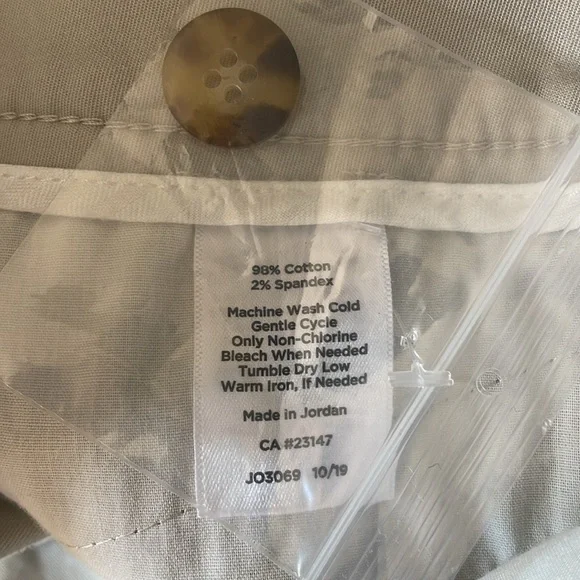 98% Cotton
2% Spandex
Machine Wash Cold
Gentle Cycle
Only Non-Chlorine
Bleach When Needed
Tumble Dry Low
Warm Iron, If Needed
Made in Jordan
CA #23147
JO3069 10/19